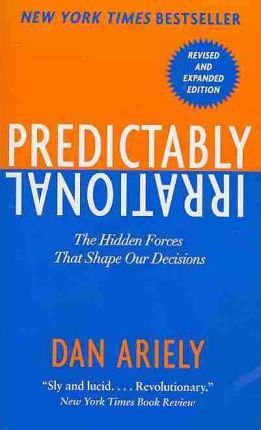 NEW YORK TIMES BESTSELLER
REVISED
AND
EXPANDED
EDITION
PREDICTABLY
IRRATIONAL
The Hidden Forces
That Shape Our Decisions
DAN ARIELY
“Sly and lucid. . . . Revolutionary.”
New York Times Book Review